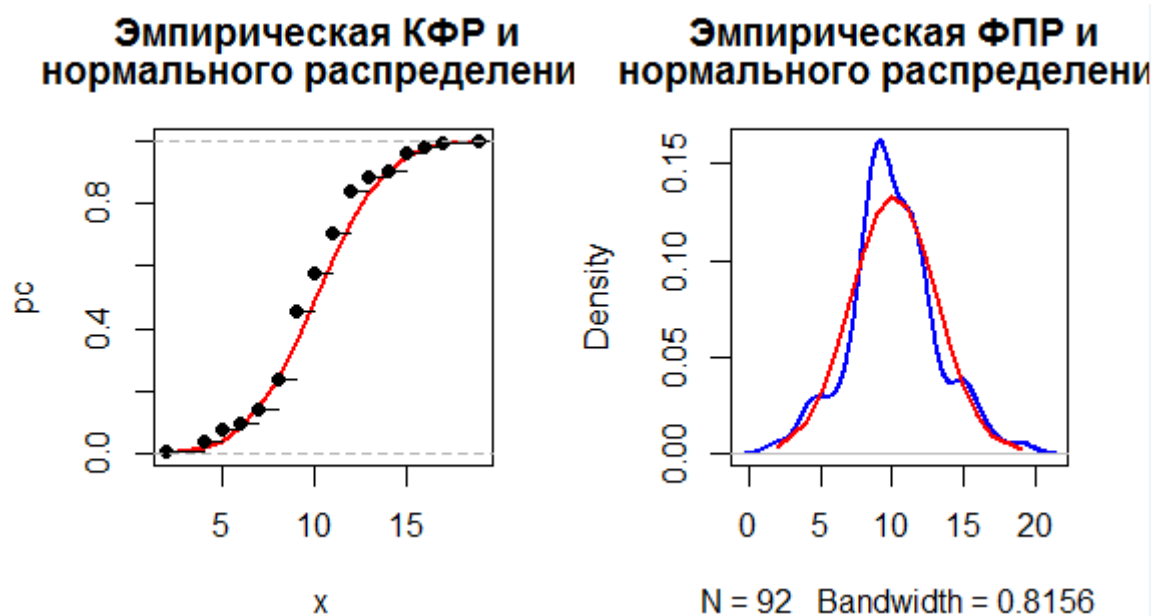 Эмпирическая КФР и
нормального распределени
pc
0.0
0.4
0.8
5
10
15
x
Эмпирическая ФПР и
нормального распределени
Density
0.00
0.05
0.10
0.15
0
5
10
15
20
N = 92 Bandwidth = 0.8156